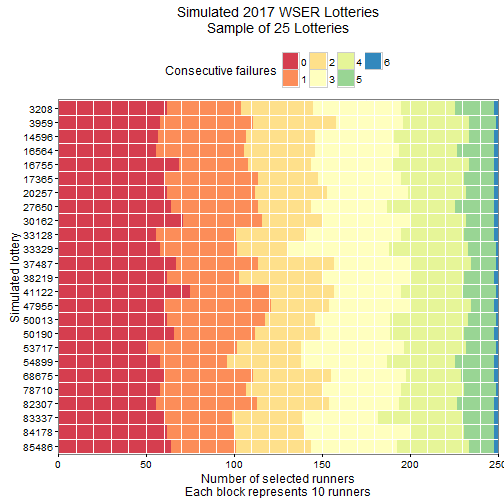 Simulated 2017 WSER Lotteries
Sample of 25 Lotteries
Consecutive failures
0 2 4 6
1 3 5
Simulated lottery
3208
3959
14596
16564
16755
17365
20257
27650
30162
33128
33329
37487
38219
41122
47955
50013
50190
53717
54899
68675
78710
82307
83337
84178
85486
0 50 100 150 200 250
Number of selected runners
Each block represents 10 runners